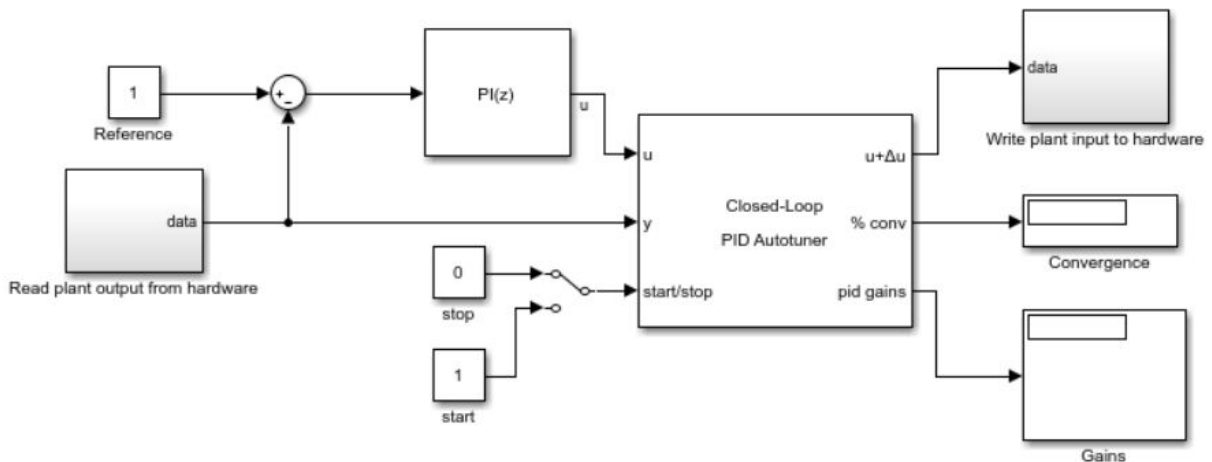 1
Reference
+
-
PI(z)
u
data
Read plant output from hardware
0
stop
1
start
u
y
start/stop
Closed-Loop
PID Autotuner
u+Δu
% conv
pid gains
data
Write plant input to hardware
Convergence
Gains